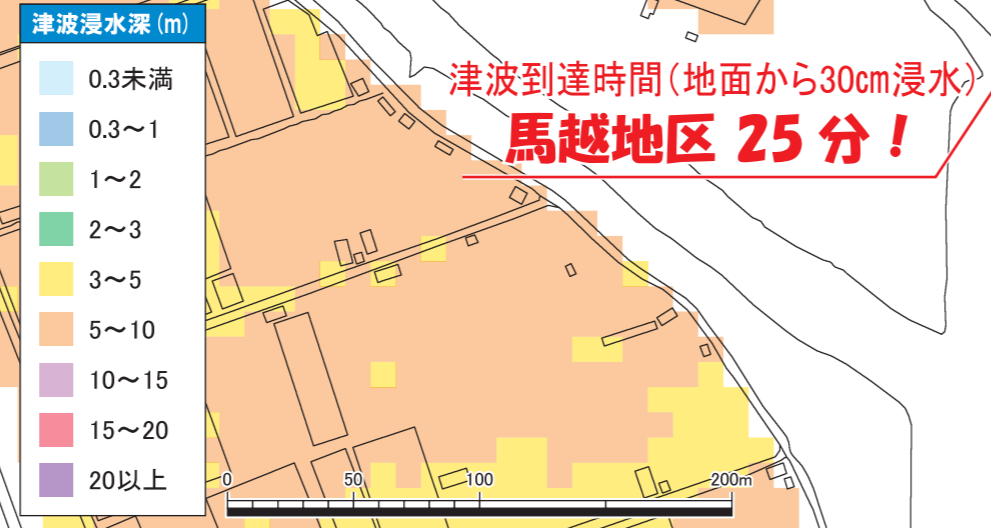 津波浸水深(m)
0.3未満
0.3～1
1～2
2～3
3～5
5～10
10～15
15～20
20以上
津波到達時間(地面から30cm浸水)
馬越地区 25分！
0 50 100 200m